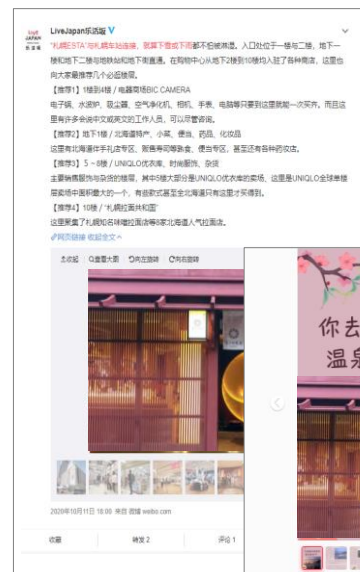 LiveJapan乐活版
"札幌ESTA"与札幌车站连接，就算下雪或下雨都不怕被淋湿。入口处位于一楼与二楼，地下一
楼和地下二楼与地铁站和地下街直通。在购物中心从地下2楼到10楼均入驻了各种商店，这里也
向大家最推荐几个必逛楼层。
【推荐1】1楼到4楼 / 电器商场BIC CAMERA
电子锅、水波炉、吸尘器、空气净化机、相机、手表、电脑等只要到这里就能一次买齐。而且这
里有许多会说中文或英文的工作人员，可以尽管咨询。
【推荐2】地下1楼 / 北海道特产、小菜、便当、药品、化妆品
这里有北海道伴手礼专区、贩售寿司等熟食、便当专区，甚至还有各种药妆店。
【推荐3】5－8楼 / UNIQLO优衣库、时尚服饰、杂货
主要销售服饰与杂货的楼层，其中5楼大部分是UNIQLO优衣库的卖场，这里是UNIQLO全球单楼
层卖场中面积最大的一个，有些款式甚至全北海道只有这里才买得到。
【推荐4】10楼 / "札幌拉面共和国"
这里聚集了札幌知名味噌拉面店等8家北海道人气拉面店。
网页链接 收起全文
收起 查看大图 向左旋转 向右旋转
你去
温泉
2020年10月11日 18:00 来自 微博 weibo.com
收藏 转发 2 评论 1